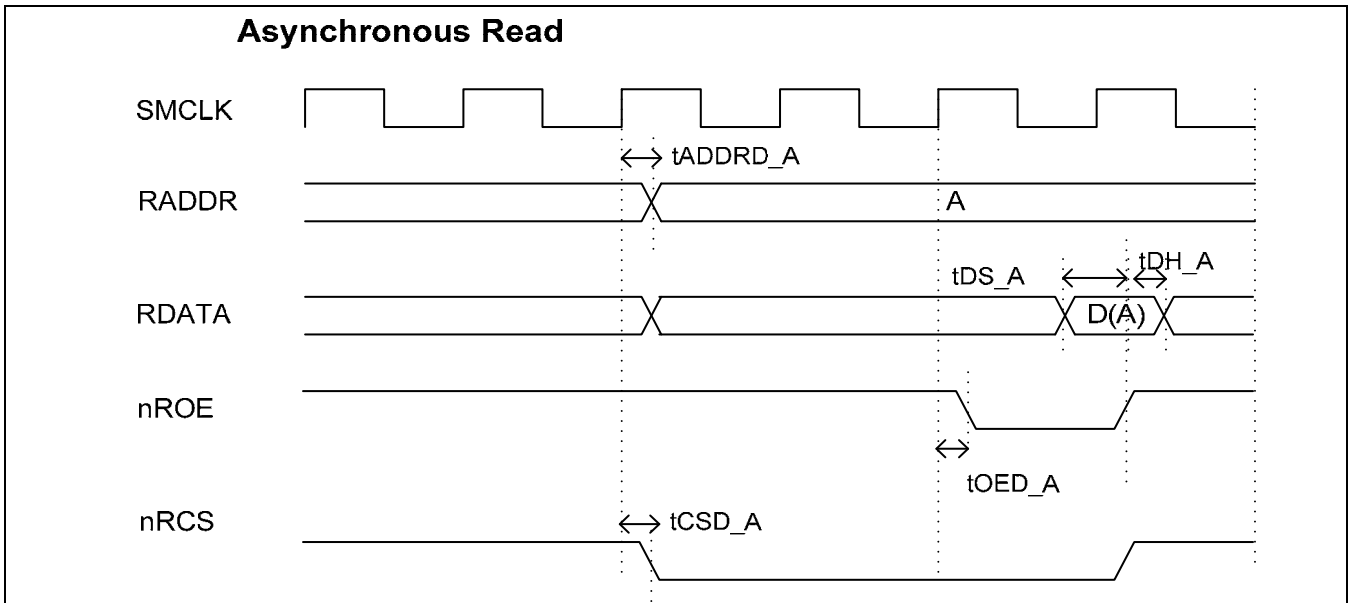 Asynchronous Read
SMCLK
tADDRD_A
RADDR
A
tDS_A
tDH_A
RDATA
D(A)
nROE
tOED_A
nRCS
tCSD_A